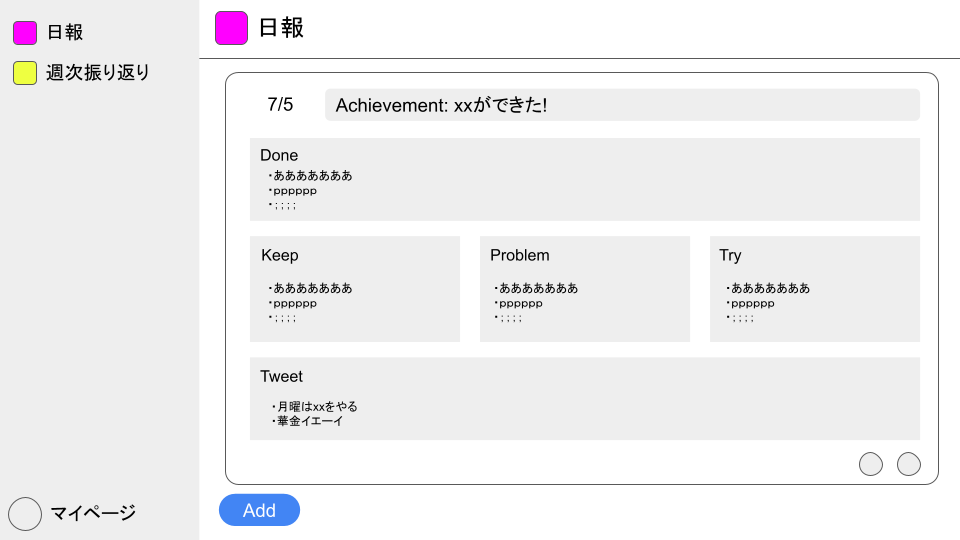 日報
週次振り返り
マイページ
日報
7/5
Achievement: xxができた!
Done
・あああああああ
・pppppp
・; ; ; ;
Keep
・あああああああ
・pppppp
・; ; ; ;
Problem
・あああああああ
・pppppp
・; ; ; ;
Try
・あああああああ
・pppppp
・; ; ; ;
Tweet
・月曜はxxをやる
・華金イエーイ
Add